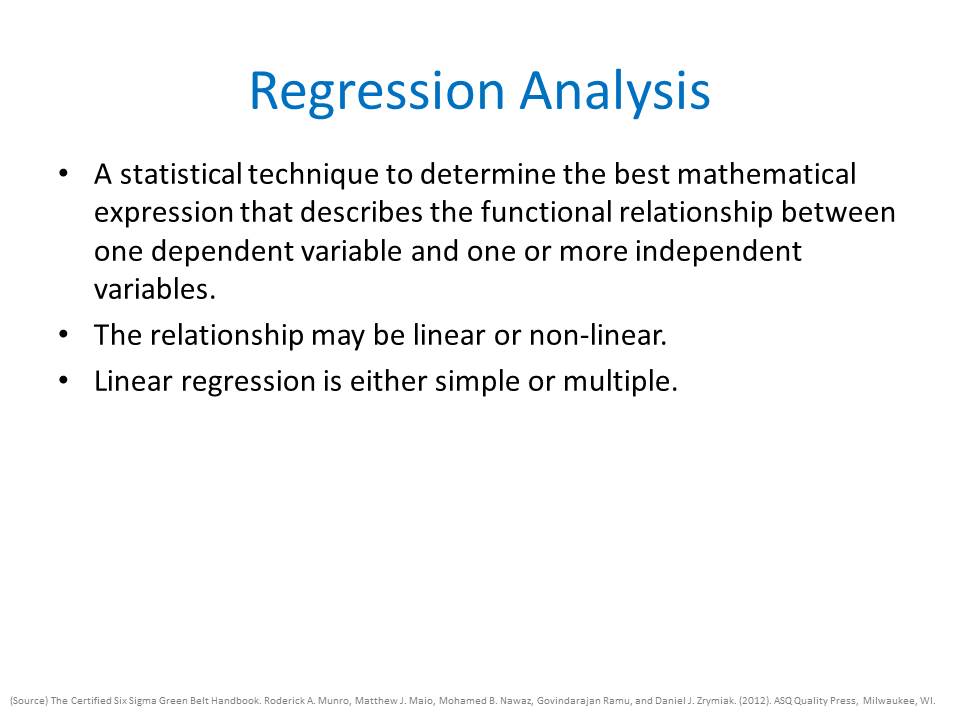 Regression Analysis
• A statistical technique to determine the best mathematical
expression that describes the functional relationship between
one dependent variable and one or more independent
variables.
• The relationship may be linear or non-linear.
• Linear regression is either simple or multiple.
(Source) The Certified Six Sigma Green Belt Handbook. Roderick A. Munro, Matthew J. Maio, Mohamed B. Nawaz, Govindarajan Ramu, and Daniel J. Zrymiak. (2012). ASQ Quality Press, Milwaukee, WI.